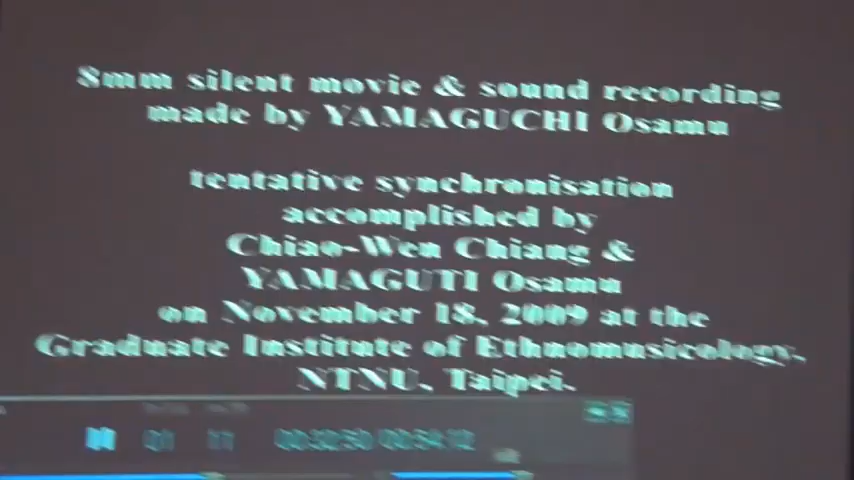 8mm silent movie & sound recording
made by YAMAGUCHI Osamu
tentative synchronisation
accomplished by
Chiao-Wen Chiang &
YAMAGUTI Osamu
on November 18, 2009 at the
Graduate Institute of Ethnomusicology,
NTNU, Taipei.